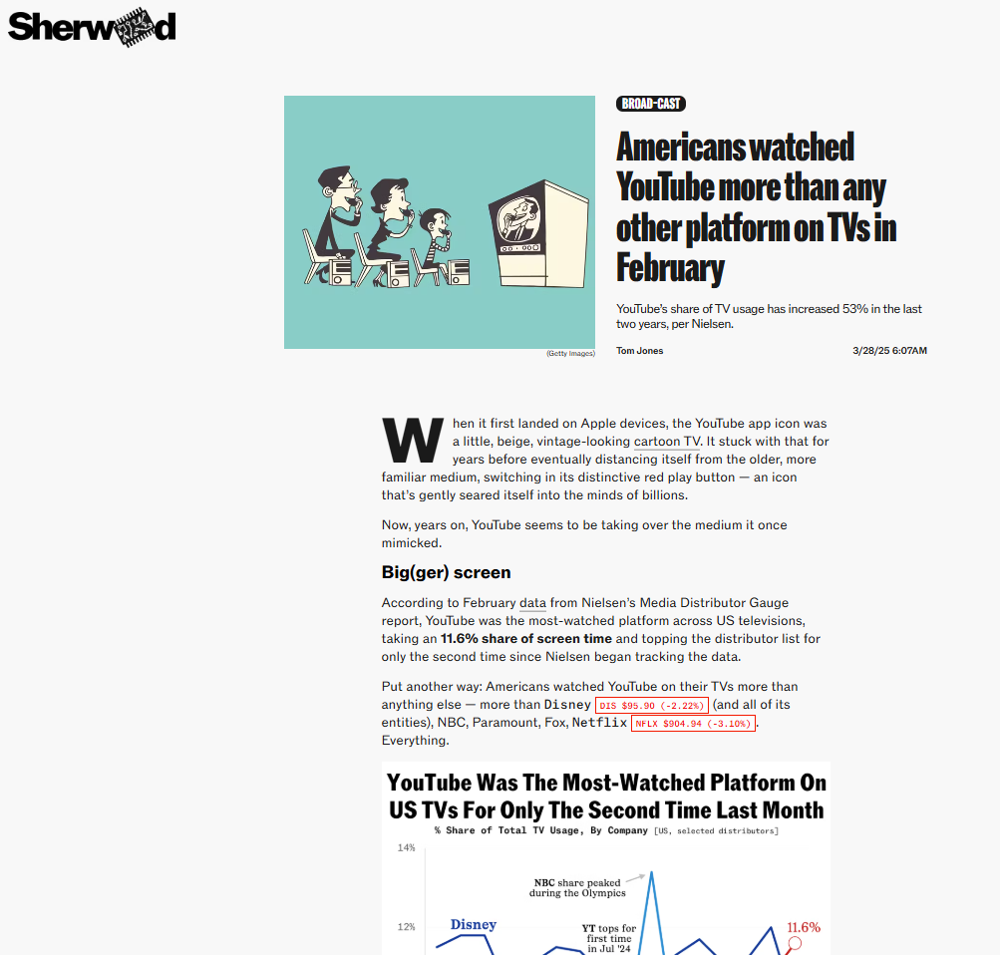 Sherwood
BROAD-CAST
Americans watched
YouTube more than any
other platform on TVs in
February
YouTube's share of TV usage has increased 53% in the last
two years, per Nielsen.
(Getty Images)
Tom Jones
3/28/25 6:07AM
When it first landed on Apple devices, the YouTube app icon was
a little, beige, vintage-looking cartoon TV. It stuck with that for
years before eventually distancing itself from the older, more
familiar medium, switching in its distinctive red play button — an icon
that's gently seared itself into the minds of billions.
Now, years on, YouTube seems to be taking over the medium it once
mimicked.
Big(ger) screen
According to February data from Nielsen's Media Distributor Gauge
report, YouTube was the most-watched platform across US televisions,
taking an 11.6% share of screen time and topping the distributor list for
only the second time since Nielsen began tracking the data.
Put another way: Americans watched YouTube on their TVs more than
anything else — more than Disney DIS $95.90 (-2.22%) (and all of its
entities), NBC, Paramount, Fox, Netflix NFLX $904.94 (-3.10%).
Everything.
YouTube Was The Most-Watched Platform On
US TVs For Only The Second Time Last Month
% Share of Total TV Usage, By Company [US, selected distributors]
14%
NBC share peaked
during the Olympics
12%
Disney
YT tops for
first time
in Jul '24
11.6%